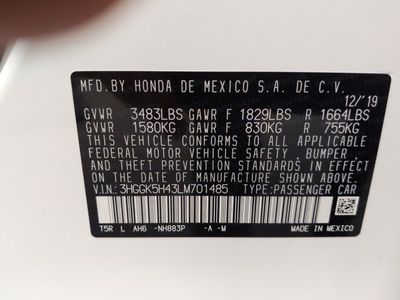 MFD.BY HONDA DE MEXICO S.A. DE C.V.
12/'19
GVWR 3483LBS GAWR F 1829LBS R 1664LBS
GVWR 1580KG GAWR F 830KG R 755KG
THIS VEHICLE CONFORMS TO ALL APPLICABLE
FEDERAL MOTOR VEHICLE SAFETY, BUMPER,
AND THEFT PREVENTION STANDARDS IN EFFECT
ON THE DATE OF MANUFACTURE SHOWN ABOVE.
V.I.N: 3HGGK5H43LM701485 TYPE:PASSENGER CAR
T5R L AH6 -NH883P -A -M MADE IN MEXICO